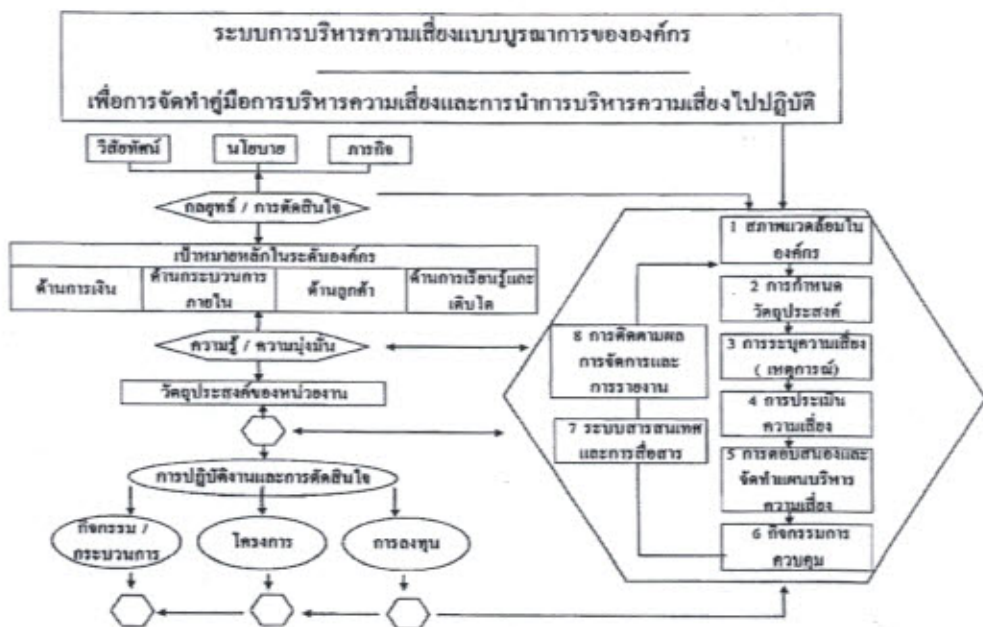 ระบบการบริหารความเสี่ยงแบบบูรณาการขององค์กร
เพื่อการจัดทำคู่มือการบริหารความเสี่ยงและการนำการบริหารความเสี่ยงไปปฏิบัติ
วิสัยทัศน์
นโยบาย
ภารกิจ
กลยุทธ์ / การตัดสินใจ
เป้าหมายหลักในระดับองค์กร
ด้านการเงิน
ด้านกระบวนการ
ภายใน
ด้านลูกค้า
ด้านการเรียนรู้และ
เติบโต
ความรู้ / ความมุ่งมั่น
วัตถุประสงค์ของหน่วยงาน
การปฏิบัติงานและการตัดสินใจ
กิจกรรม /
กระบวนการ
โครงการ
การลงทุน
1 สภาพแวดล้อมใน
องค์กร
2 การกำหนด
วัตถุประสงค์
3 การระบุความเสี่ยง
( เหตุการณ์)
4 การประเมิน
ความเสี่ยง
5 การตอบสนองและ
จัดทำแผนบริหาร
ความเสี่ยง
6 กิจกรรมการ
ควบคุม
7 ระบบสารสนเทศ
และการสื่อสาร
8 การติดตามผล
การจัดการและ
การรายงาน